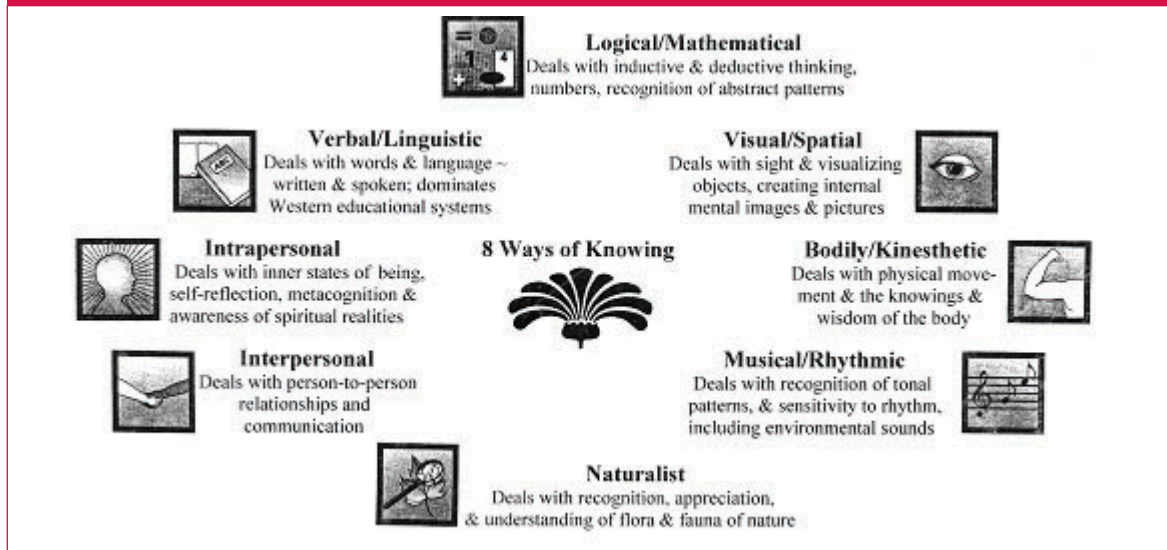 Logical/Mathematical
Deals with inductive & deductive thinking,
numbers, recognition of abstract patterns
Verbal/Linguistic
Deals with words & language ~
written & spoken; dominates
Western educational systems
Visual/Spatial
Deals with sight & visualizing
objects, creating internal
mental images & pictures
Intrapersonal
Deals with inner states of being,
self-reflection, metacognition &
awareness of spiritual realities
8 Ways of Knowing
Bodily/Kinesthetic
Deals with physical move-
ment & the knowings &
wisdom of the body
Interpersonal
Deals with person-to-person
relationships and
communication
Musical/Rhythmic
Deals with recognition of tonal
patterns, & sensitivity to rhythm,
including environmental sounds
Naturalist
Deals with recognition, appreciation,
& understanding of flora & fauna of nature
=
1
4
+
ABC